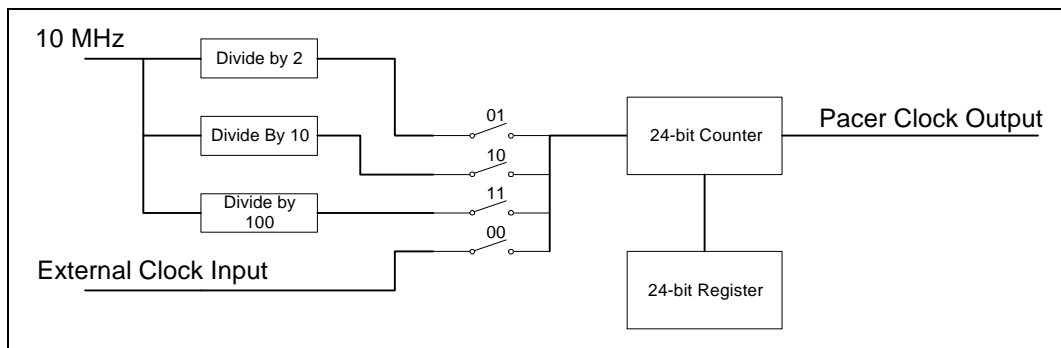 10 MHz
Divide by 2
01
24-bit Counter
Pacer Clock Output
Divide By 10
10
Divide by
100
11
00
External Clock Input
24-bit Register